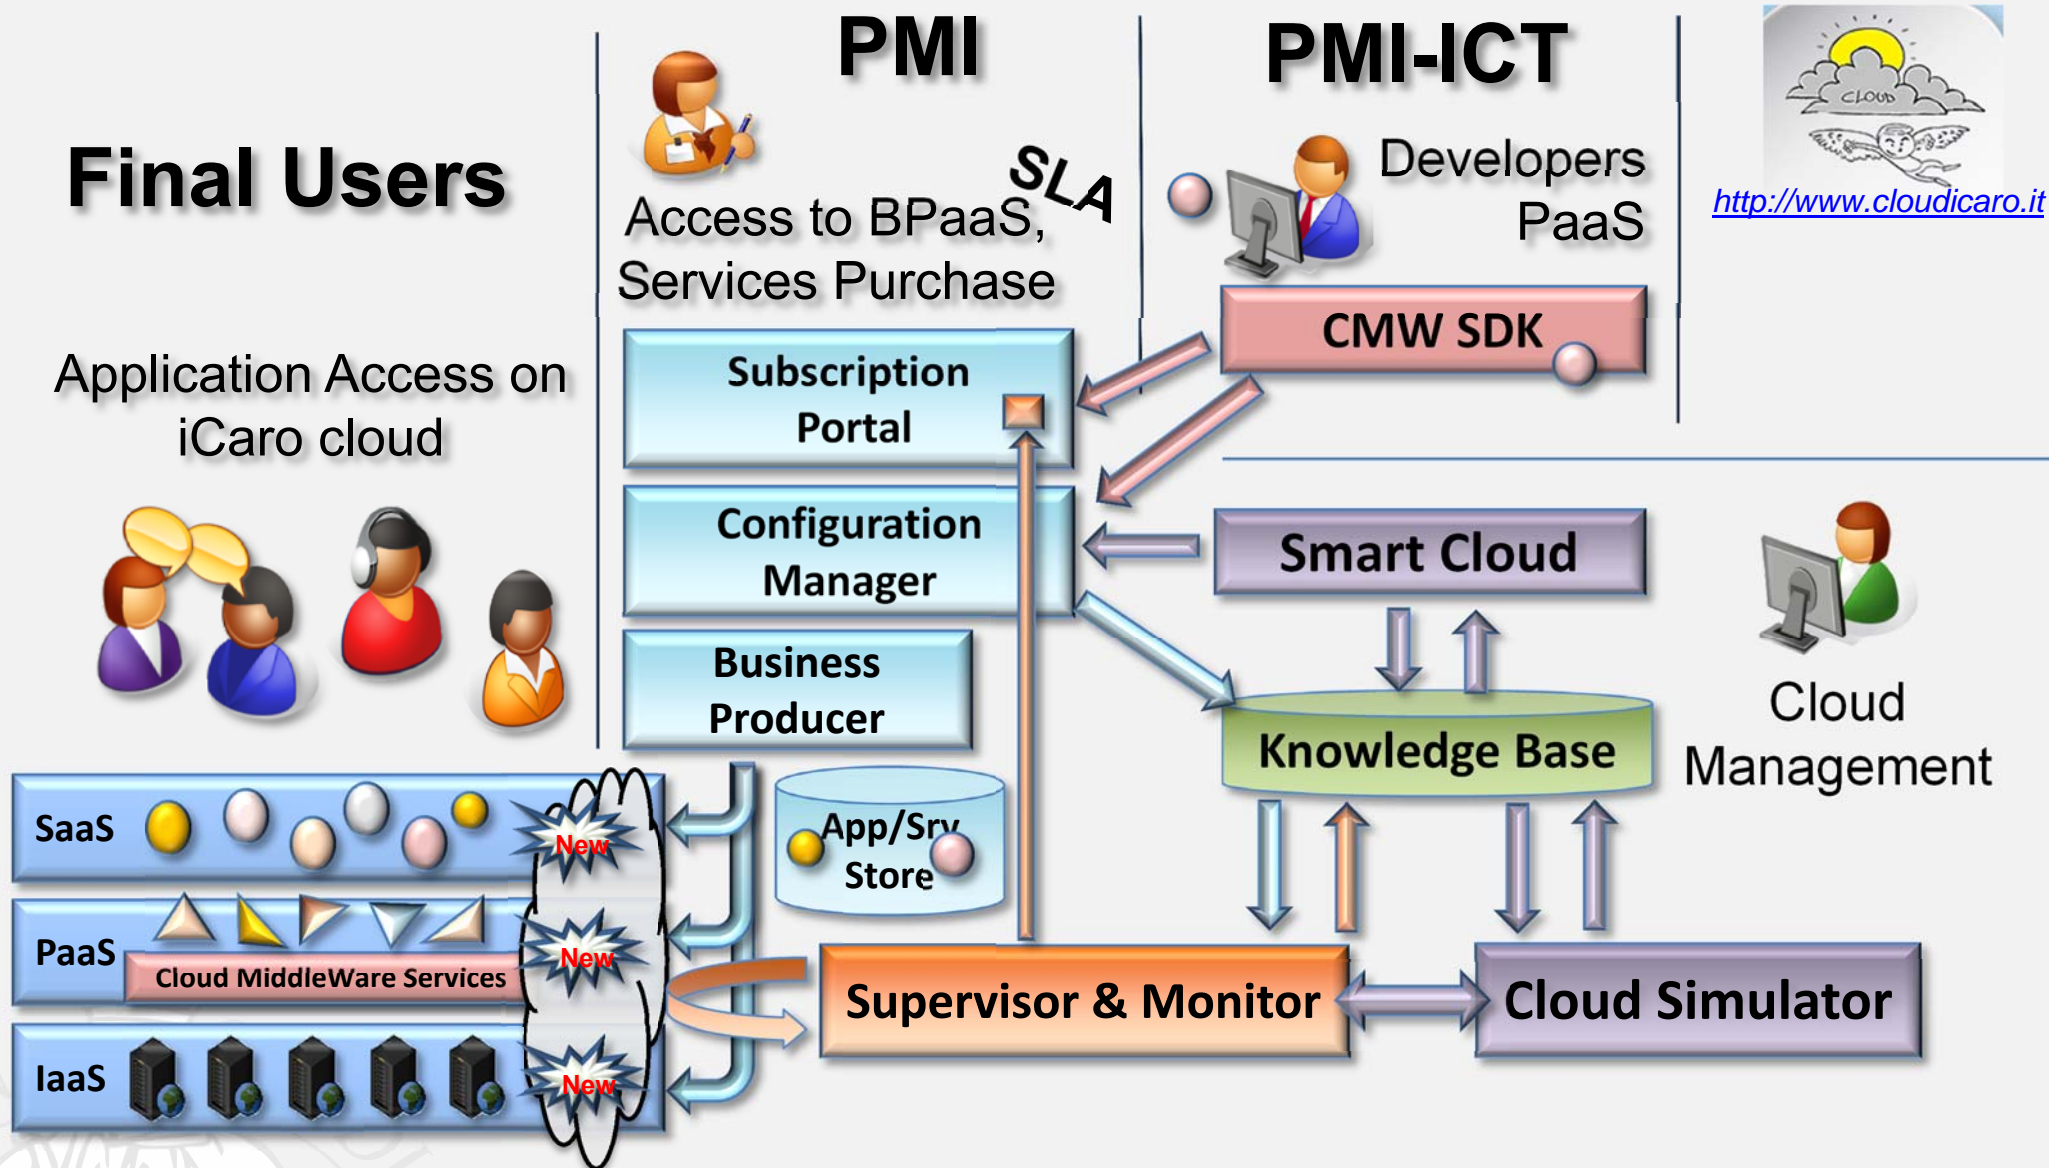 PMI
PMI-ICT
CLOUD
Final Users
SLA
Developers
PaaS
http://www.cloudicaro.it
Access to BPaaS,
Services Purchase
CMW SDK
Application Access on
iCaro cloud
Subscription
Portal
Configuration
Manager
Smart Cloud
Business
Producer
Knowledge Base
Cloud
Management
SaaS
New
App/Srv
Store
PaaS
Cloud MiddleWare Services
New
Supervisor & Monitor
Cloud Simulator
IaaS
New